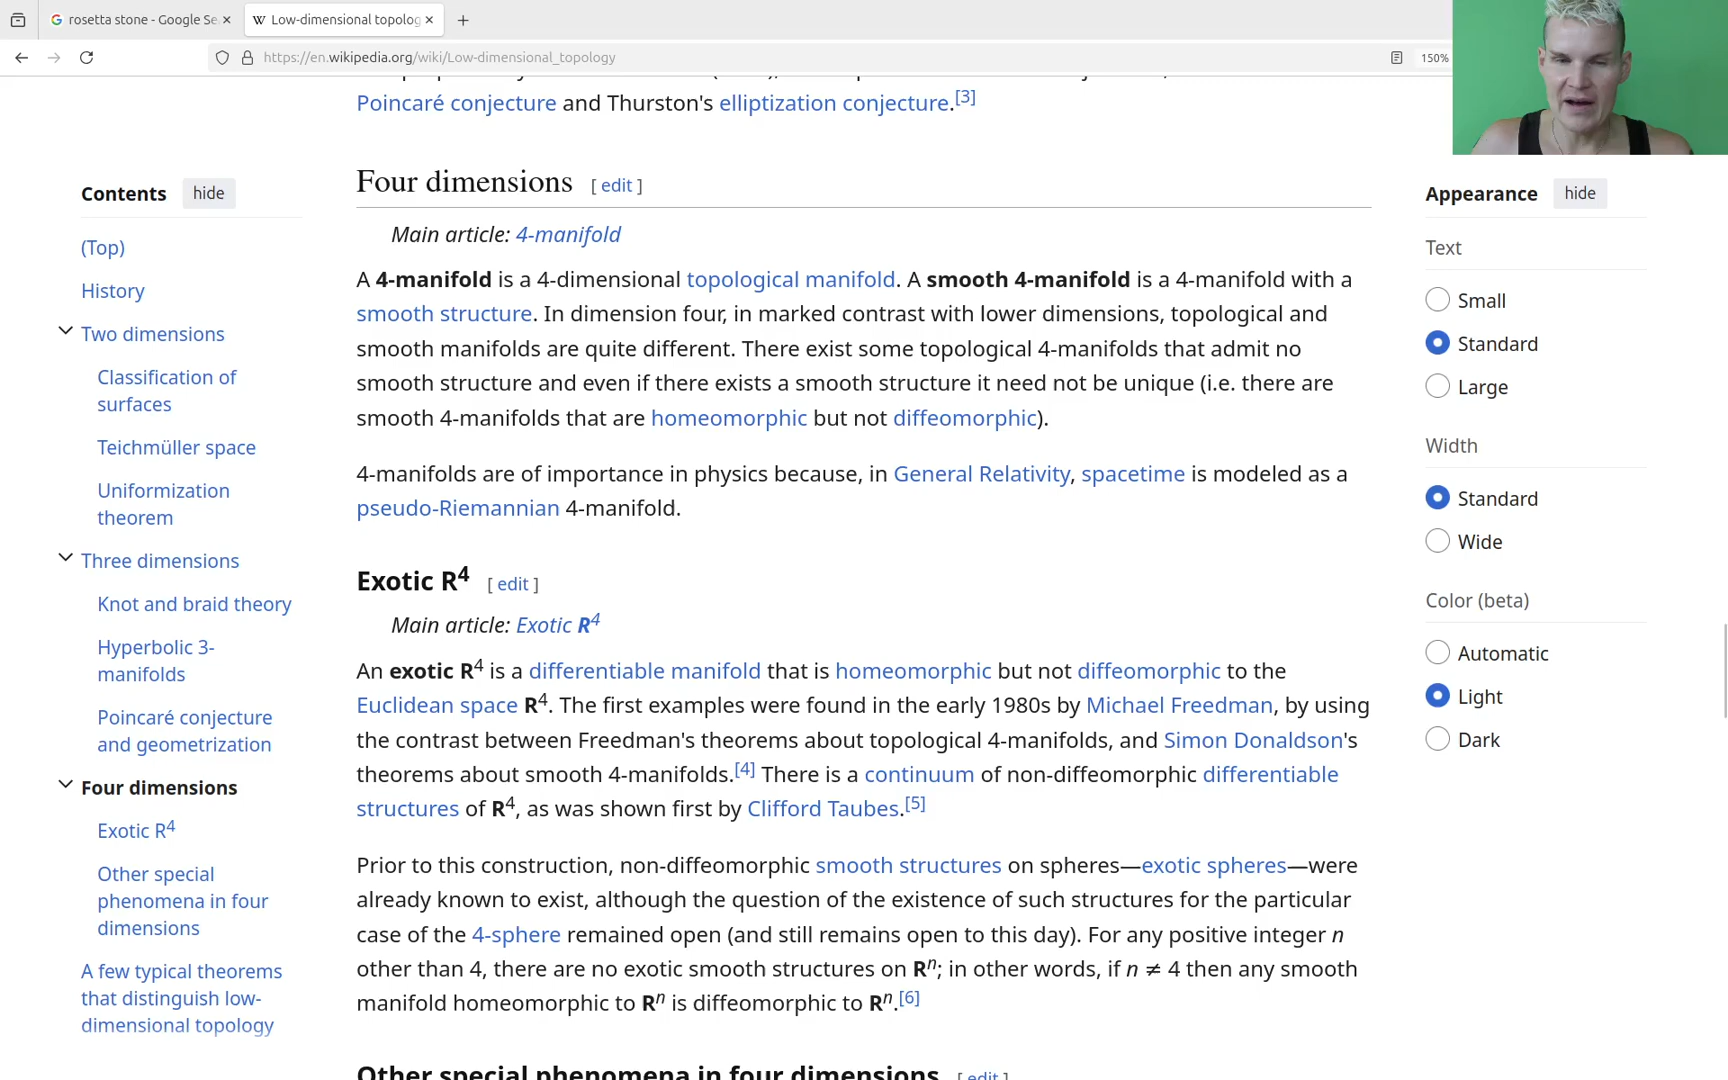 rosetta stone - Google Se
Low-dimensional topolog
https://en.wikipedia.org/wiki/Low-dimensional_topology
150%
Poincaré conjecture and Thurston's elliptization conjecture.[3]
Contents hide
(Top)
History
Two dimensions
Classification of
surfaces
Teichmüller space
Uniformization
theorem
Three dimensions
Knot and braid theory
Hyperbolic 3-
manifolds
Poincaré conjecture
and geometrization
Four dimensions
Exotic R⁴
Other special
phenomena in four
dimensions
A few typical theorems
that distinguish low-
dimensional topology
Four dimensions [ edit ]
Main article: 4-manifold
A 4-manifold is a 4-dimensional topological manifold. A smooth 4-manifold is a 4-manifold with a
smooth structure. In dimension four, in marked contrast with lower dimensions, topological and
smooth manifolds are quite different. There exist some topological 4-manifolds that admit no
smooth structure and even if there exists a smooth structure it need not be unique (i.e. there are
smooth 4-manifolds that are homeomorphic but not diffeomorphic).
4-manifolds are of importance in physics because, in General Relativity, spacetime is modeled as a
pseudo-Riemannian 4-manifold.
Exotic R⁴ [ edit ]
Main article: Exotic R⁴
An exotic R⁴ is a differentiable manifold that is homeomorphic but not diffeomorphic to the
Euclidean space R⁴. The first examples were found in the early 1980s by Michael Freedman, by using
the contrast between Freedman's theorems about topological 4-manifolds, and Simon Donaldson's
theorems about smooth 4-manifolds.[4] There is a continuum of non-diffeomorphic differentiable
structures of R⁴, as was shown first by Clifford Taubes.[5]
Prior to this construction, non-diffeomorphic smooth structures on spheres—exotic spheres—were
already known to exist, although the question of the existence of such structures for the particular
case of the 4-sphere remained open (and still remains open to this day). For any positive integer n
other than 4, there are no exotic smooth structures on Rⁿ; in other words, if n ≠ 4 then any smooth
manifold homeomorphic to Rⁿ is diffeomorphic to Rⁿ.[6]
Other special phenomena in four dimensions [ edit ]
Appearance hide
Text
Small
Standard
Large
Width
Standard
Wide
Color (beta)
Automatic
Light
Dark